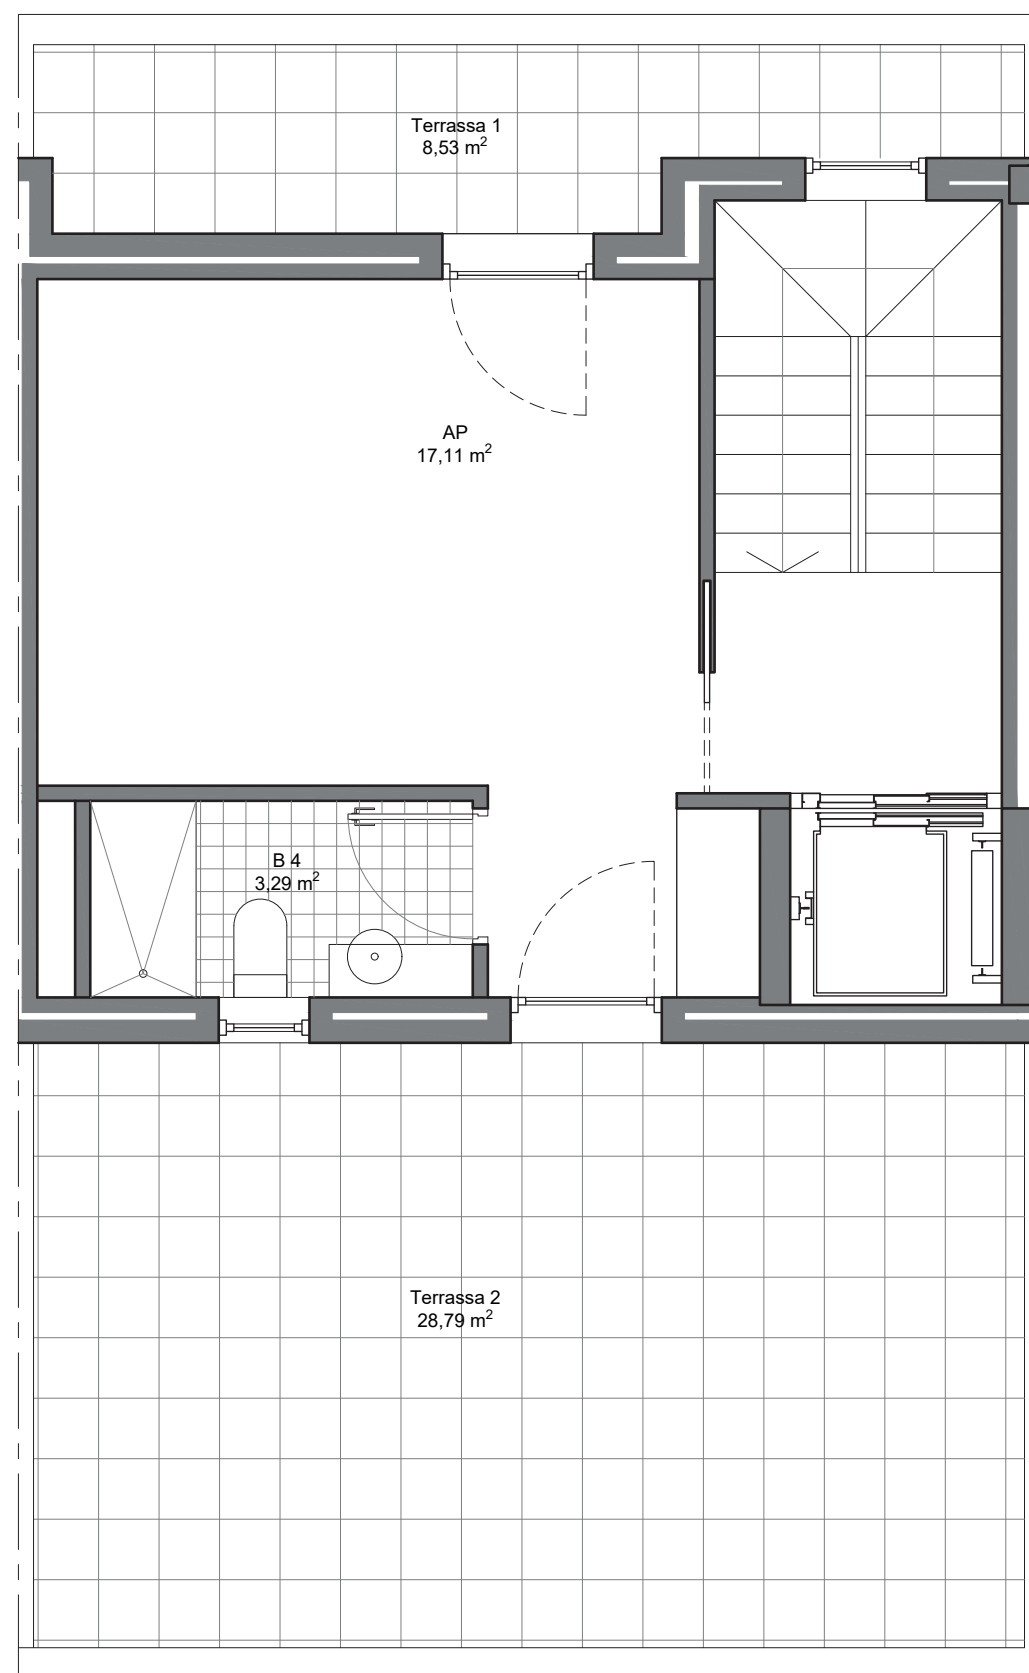 Terrassa 1
8,53 m²
AP
17,11 m²
B 4
3,29 m²
Terrassa 2
28,79 m²